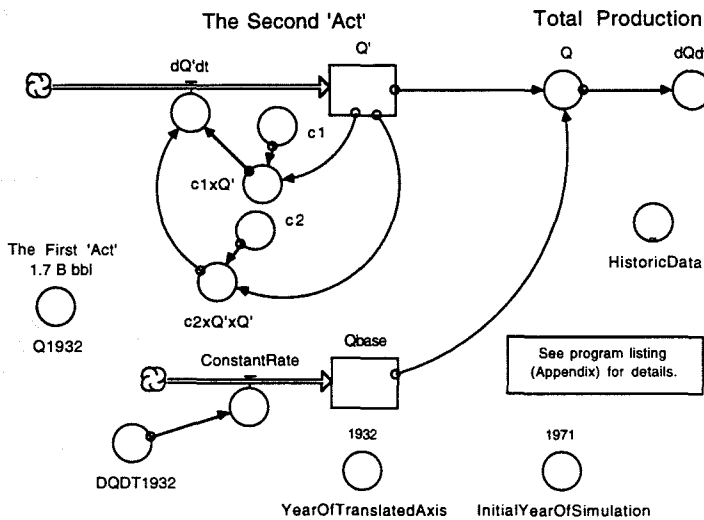 The Second 'Act'
Total Production
Q'
dQ'dt
Q
dQd
c1
c1xQ'
c2
The First 'Act'
1.7 B bbl
HistoricData
c2xQ'xQ'
Q1932
Qbase
ConstantRate
See program listing
(Appendix) for details.
1932
1971
DQDT1932
YearOfTranslatedAxis
InitialYearOfSimulation